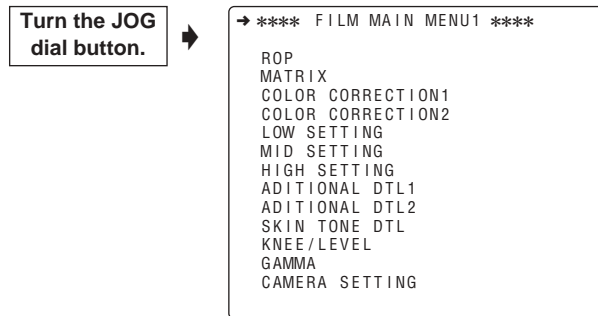 Turn the JOG
dial button.
→ **** FILM MAIN MENU1 ****
ROP
MATRIX
COLOR CORRECTION1
COLOR CORRECTION2
LOW SETTING
MID SETTING
HIGH SETTING
ADITIONAL DTL1
ADITIONAL DTL2
SKIN TONE DTL
KNEE/LEVEL
GAMMA
CAMERA SETTING